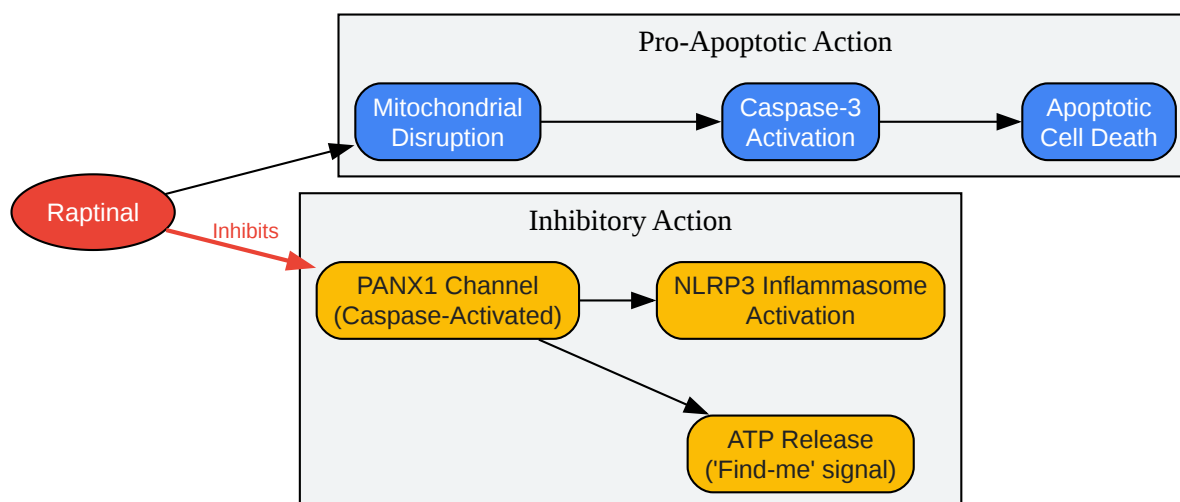 Pro-Apoptotic Action
Mitochondrial
Disruption
Caspase-3
Activation
Apoptotic
Cell Death
Raptinal
Inhibits
Inhibitory Action
PANX1 Channel
(Caspase-Activated)
NLRP3 Inflammasome
Activation
ATP Release
('Find-me' signal)